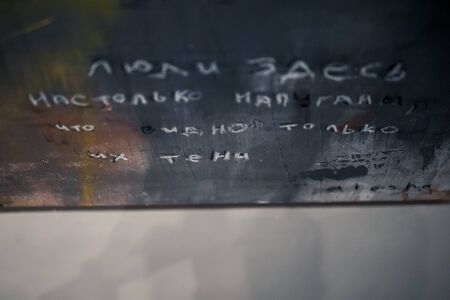 ЛЮДИ ЗДЕСЬ
НАСТОЛЬКО НАПУГАНЫ,
что ВИДНО ТОЛЬКО
их ТЕНИ